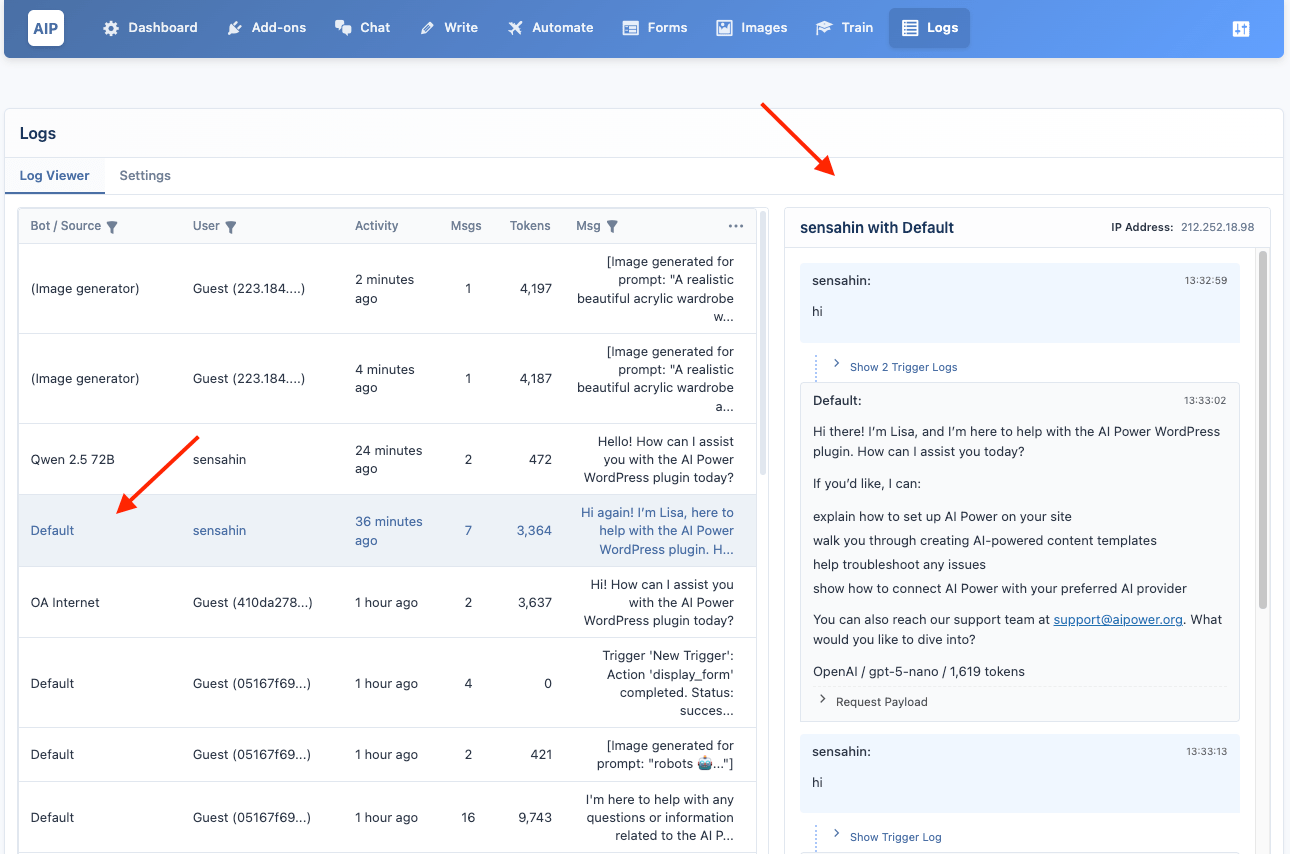 AIP Dashboard Add-ons Chat Write Automate Forms Images Train Logs
Logs
Log Viewer Settings
Bot / Source User Activity Msgs Tokens Msg ...
(Image generator) Guest (223.184....) 2 minutes ago 1 4,197 [Image generated for prompt: "A realistic beautiful acrylic wardrobe w...
(Image generator) Guest (223.184....) 4 minutes ago 1 4,187 [Image generated for prompt: "A realistic beautiful acrylic wardrobe a...
Qwen 2.5 72B sensahin 24 minutes ago 2 472 Hello! How can I assist you with the AI Power WordPress plugin today?
Default sensahin 36 minutes ago 7 3,364 Hi again! I’m Lisa, here to help with the AI Power WordPress plugin. H...
OA Internet Guest (410da278...) 1 hour ago 2 3,637 Hi! How can I assist you with the AI Power WordPress plugin today?
Default Guest (05167f69...) 1 hour ago 4 0 Trigger 'New Trigger': Action 'display_form' completed. Status: succes...
Default Guest (05167f69...) 1 hour ago 2 421 [Image generated for prompt: "robots 🤖..."]
Default Guest (05167f69...) 1 hour ago 16 9,743 I'm here to help with any questions or information related to the AI P...
sensahin with Default IP Address: 212.252.18.98
sensahin: 13:32:59
hi
Show 2 Trigger Logs
Default: 13:33:02
Hi there! I’m Lisa, and I’m here to help with the AI Power WordPress
plugin. How can I assist you today?
If you’d like, I can:
explain how to set up AI Power on your site
walk you through creating AI-powered content templates
help troubleshoot any issues
show how to connect AI Power with your preferred AI provider
You can also reach our support team at support@aipower.org. What
would you like to dive into?
OpenAI / gpt-5-nano / 1,619 tokens
Request Payload
sensahin: 13:33:13
hi
Show Trigger Log